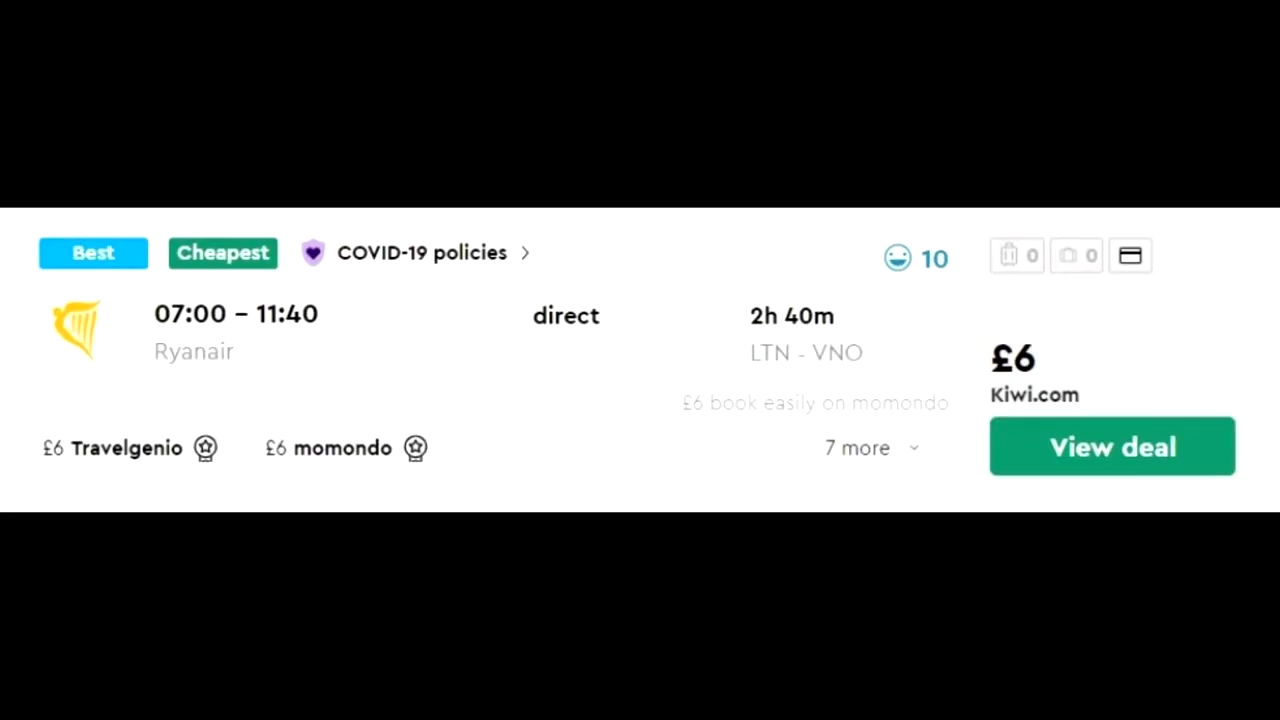 Best Cheapest COVID-19 policies
10 0 0
07:00 – 11:40 direct 2h 40m
Ryanair LTN - VNO
£6
Kiwi.com
£6 book easily on momondo
£6 Travelgenio £6 momondo 7 more View deal